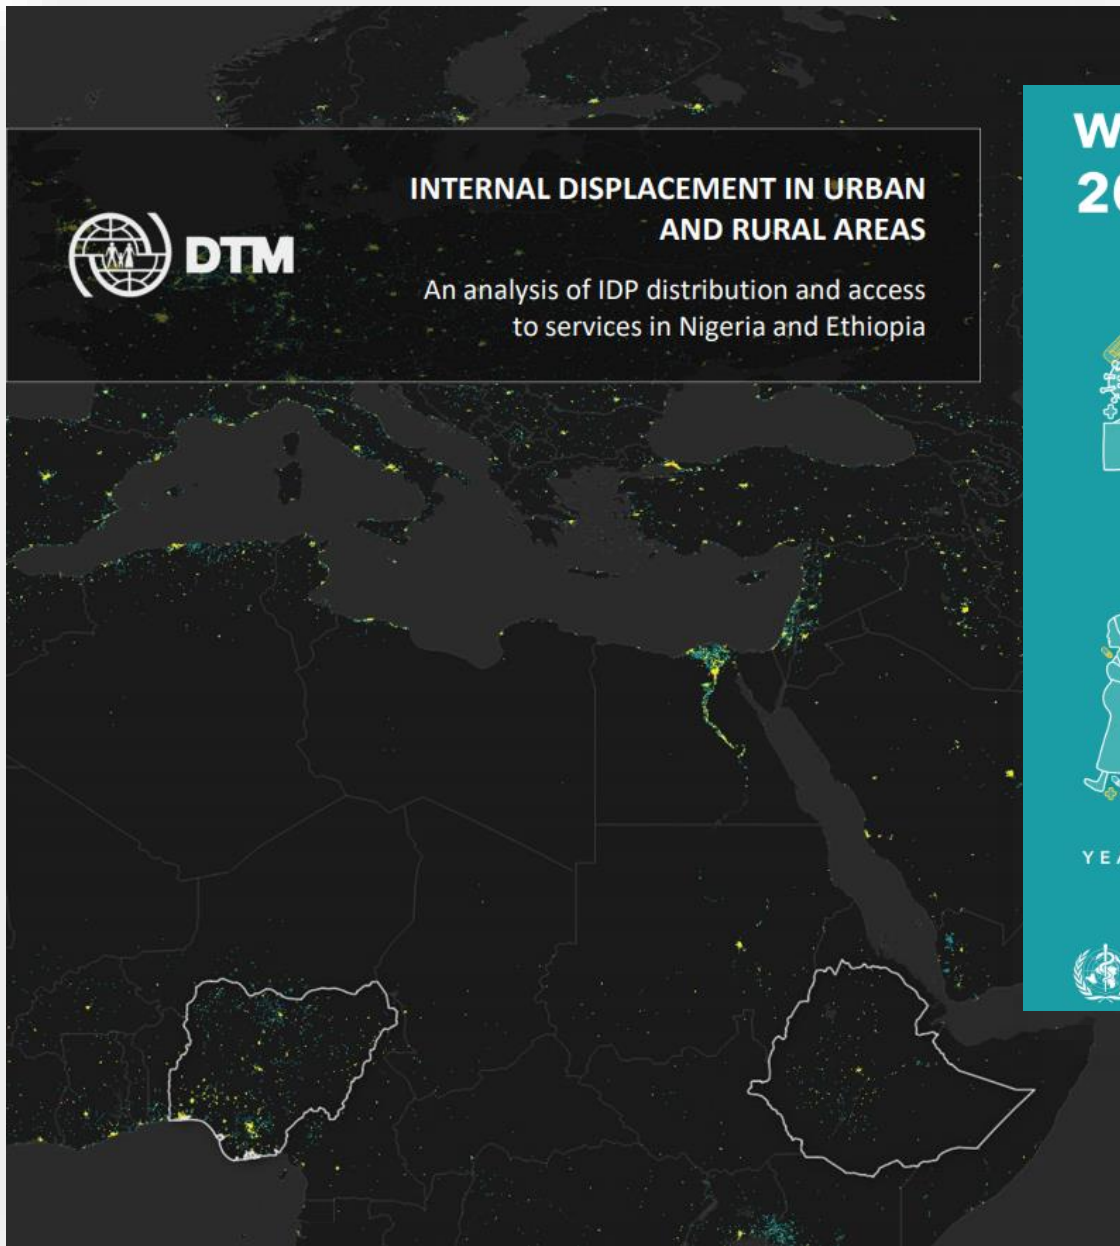 DTM
INTERNAL DISPLACEMENT IN URBAN
AND RURAL AREAS
An analysis of IDP distribution and access
to services in Nigeria and Ethiopia